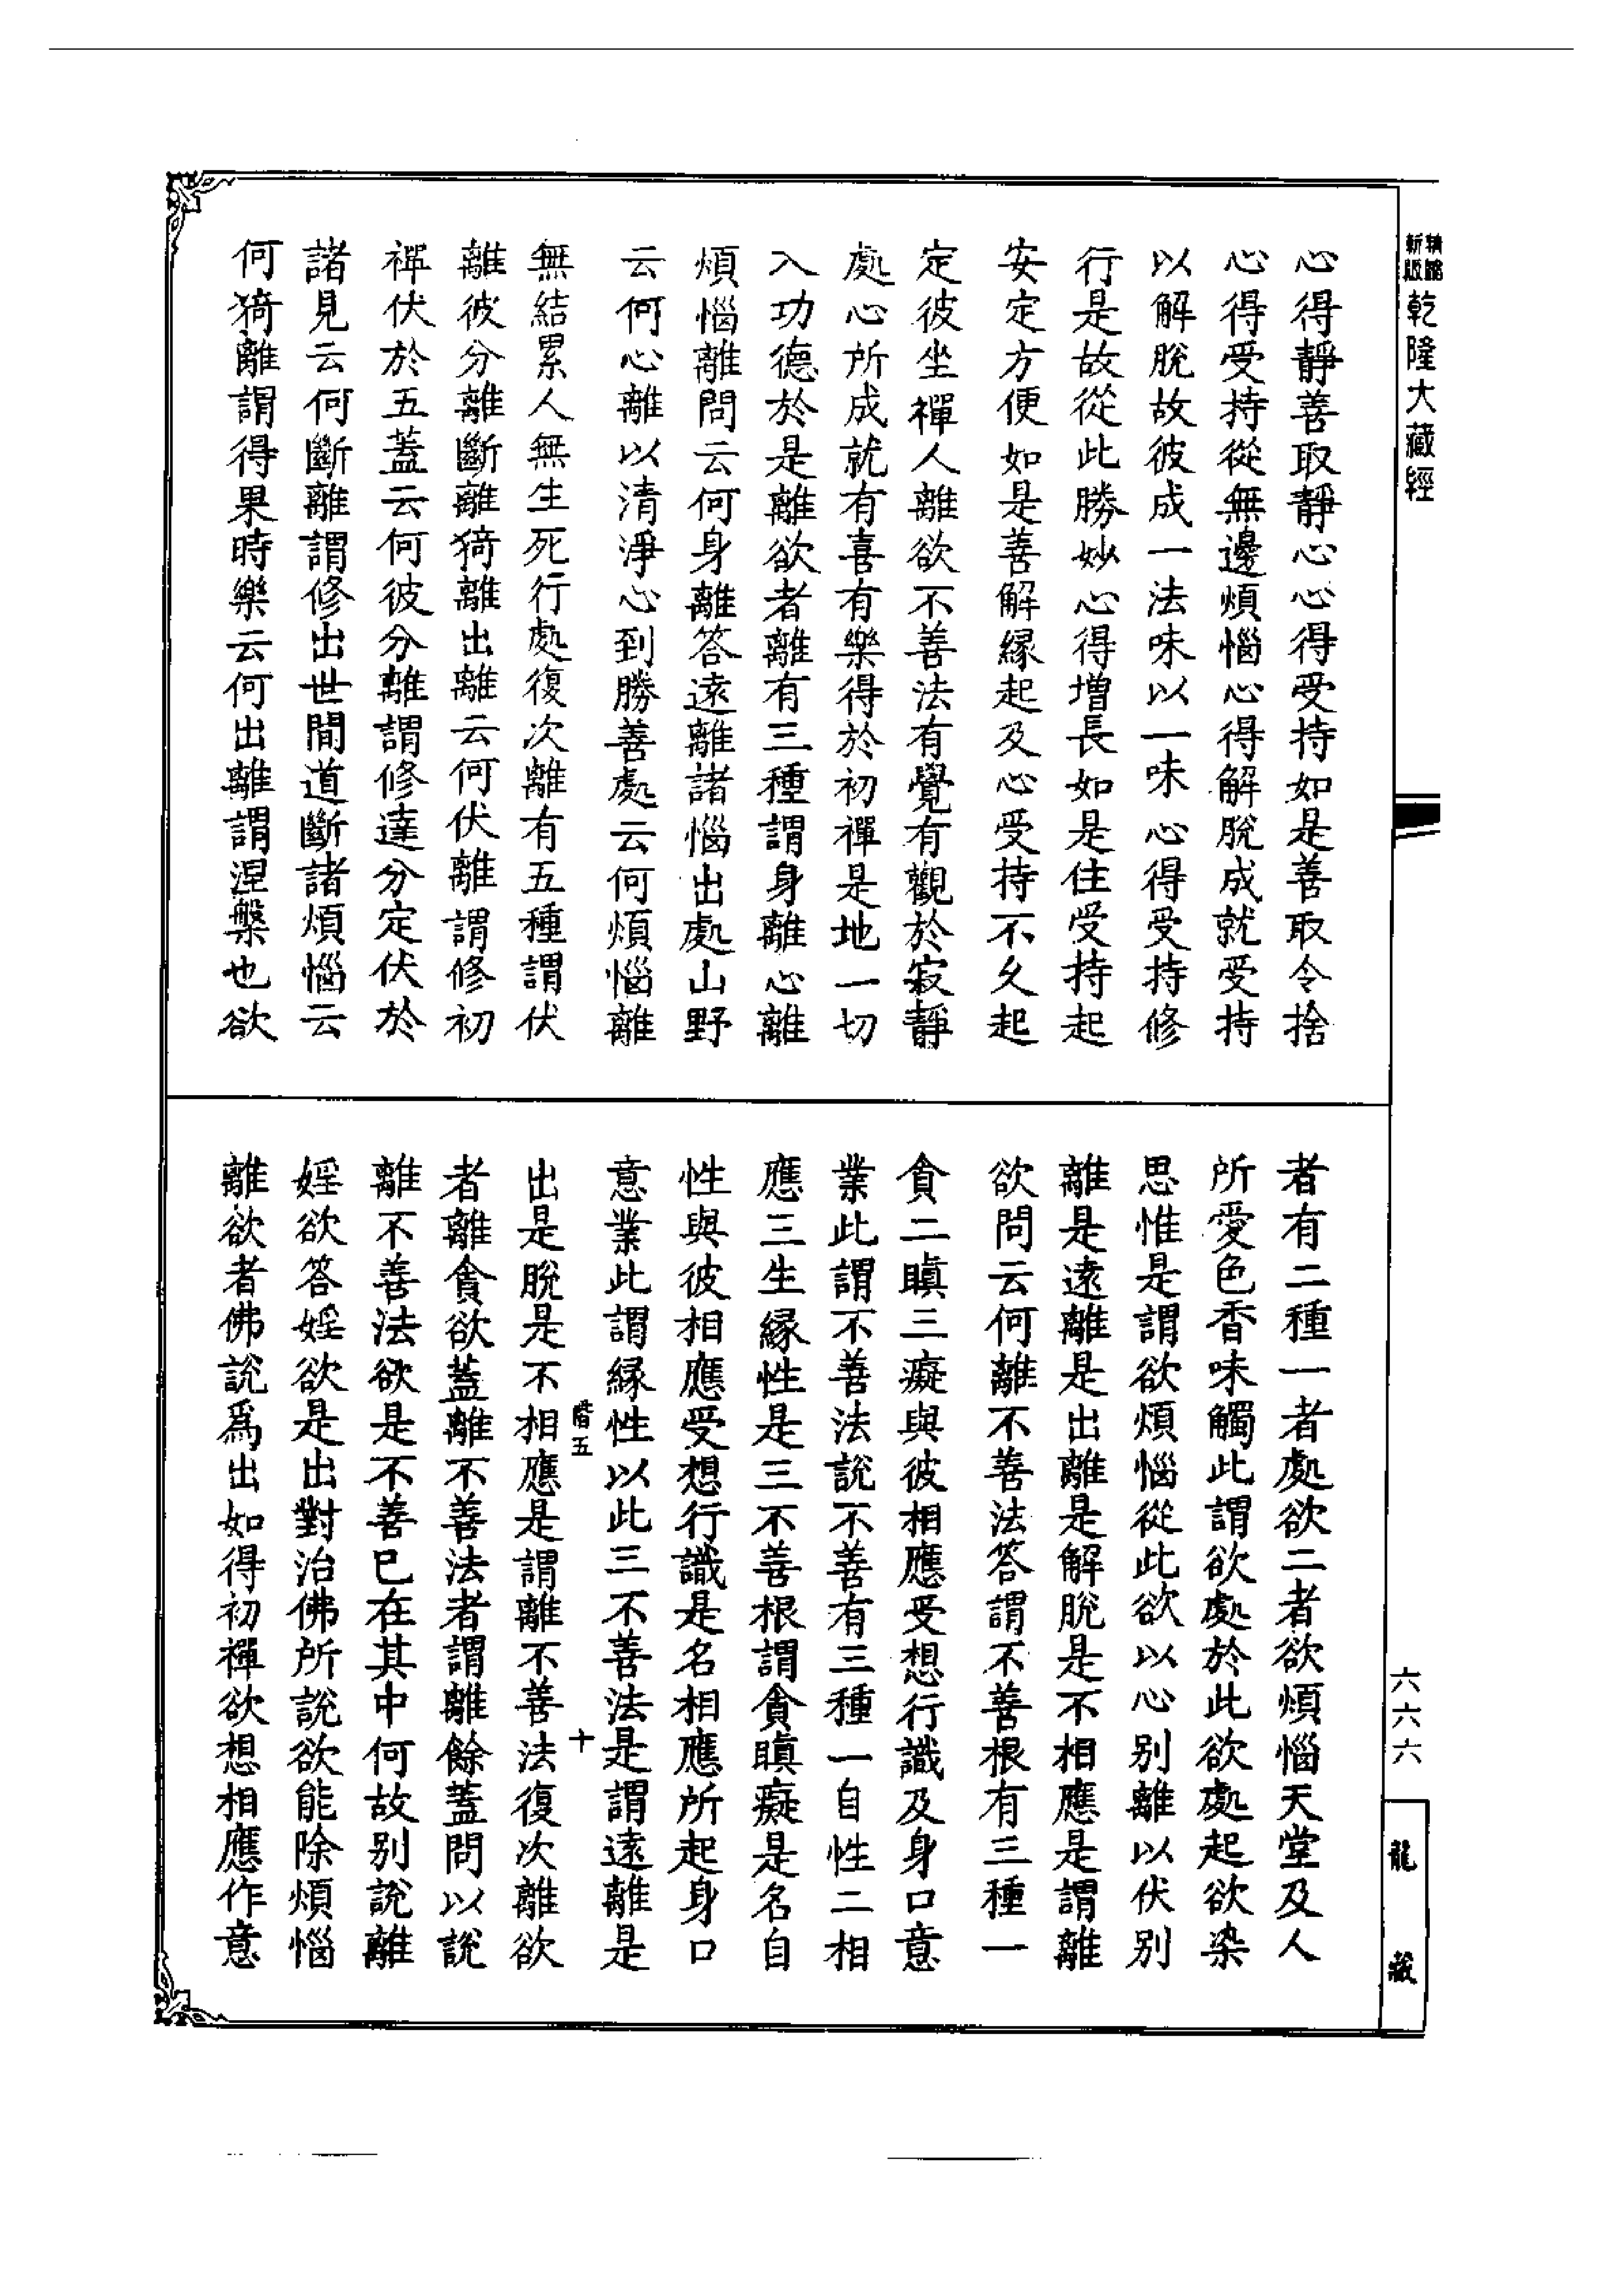 乾隆大藏經
心得靜善取靜心心得受持如是善取令捨
心得受持從無邊煩惱心得解脫成就受持
以解脫故彼成一法味以一味心得受持修
行是故從此勝妙心得增長如是住受持起
安定方便如是善解緣起及心受持不久起
定彼坐禪人離欲不善法有覺有觀於寂靜
處心所成就有喜有樂得於初禪是地一切
入功德於是離欲者離有三種謂身離心離
煩惱離問云何身離答遠離諸惱出處山野
云何心離以清淨心到勝善處云何煩惱離
無結累人無生死行處復次離有五種謂伏
離彼分離斷離猗離出離云何伏離謂修初
禪伏於五蓋云何彼分離謂修達分定伏於
諸見云何斷離謂修出世間道斷諸煩惱云
何猗離謂得果時樂云何出離謂涅槃也欲
者有二種一者處欲二者欲煩惱天堂及人
所愛色香味觸此謂欲處於此欲處起欲染
思惟是謂欲煩惱從此欲以心別離以伏別
離是遠離是出離是解脫是不相應是謂離
欲問云何離不善法答謂不善根有三種一
貪二瞋三癡與彼相應受想行識及身口意
業此謂不善法說不善有三種一自性二相
應三生緣性是三不善根謂貪瞋癡是名自
性與彼相應受想行識是名相應所起身口
意業此謂緣性以此三不善法是謂遠離是
出是脫是不相應是謂離不善法復次離欲
者離貪欲蓋離不善法者謂離餘蓋問以說
離不善法欲是不善已在其中何故別說離
婬欲答婬欲是出對治佛所說欲能除煩惱
離欲者佛說為出如得初禪欲想相應作意
十
六六六
龍藏